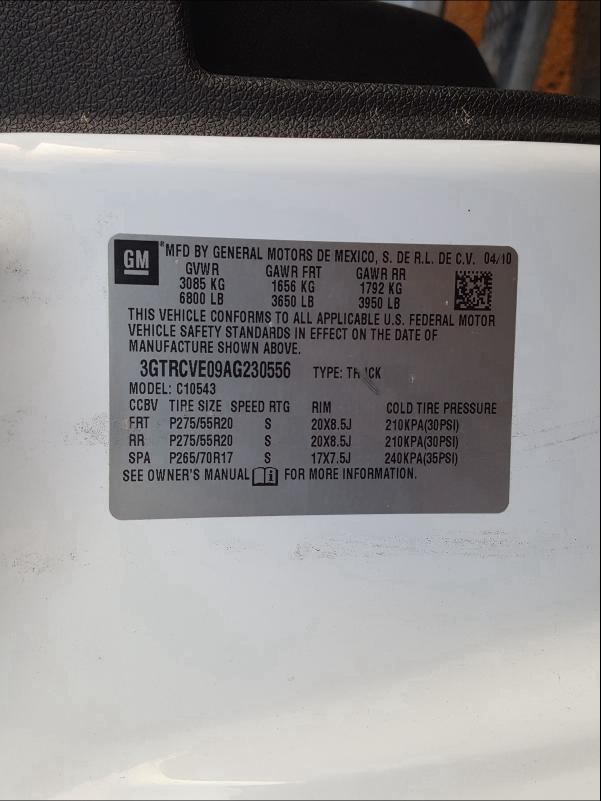 GM ®MFD BY GENERAL MOTORS DE MEXICO, S. DE R.L. DE C.V. 04/10
GVWR GAWR FRT GAWR RR
3085 KG 1656 KG 1792 KG
6800 LB 3650 LB 3950 LB
THIS VEHICLE CONFORMS TO ALL APPLICABLE U.S. FEDERAL MOTOR
VEHICLE SAFETY STANDARDS IN EFFECT ON THE DATE OF
MANUFACTURE SHOWN ABOVE.
3GTRCVE09AG230556 TYPE: TRUCK
MODEL: C10543
CCBV TIRE SIZE SPEED RTG RIM COLD TIRE PRESSURE
FRT P275/55R20 S 20X8.5J 210KPA(30PSI)
RR P275/55R20 S 20X8.5J 210KPA(30PSI)
SPA P265/70R17 S 17X7.5J 240KPA(35PSI)
SEE OWNER'S MANUAL i FOR MORE INFORMATION.